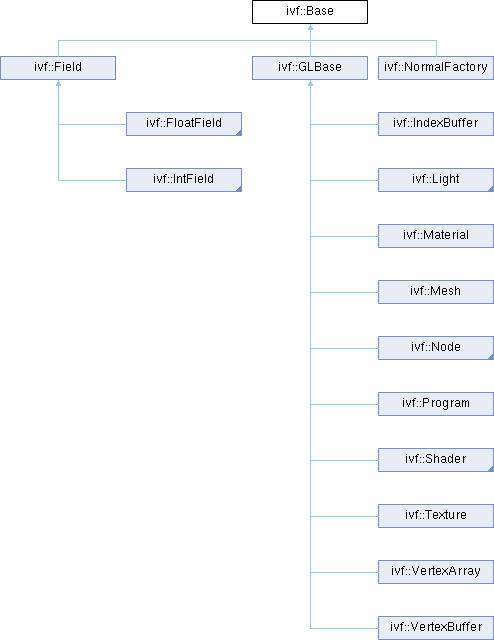 ivf::Base
ivf::Field
ivf::GLBase
ivf::NormalFactory
ivf::FloatField
ivf::IndexBuffer
ivf::IntField
ivf::Light
ivf::Material
ivf::Mesh
ivf::Node
ivf::Program
ivf::Shader
ivf::Texture
ivf::VertexArray
ivf::VertexBuffer